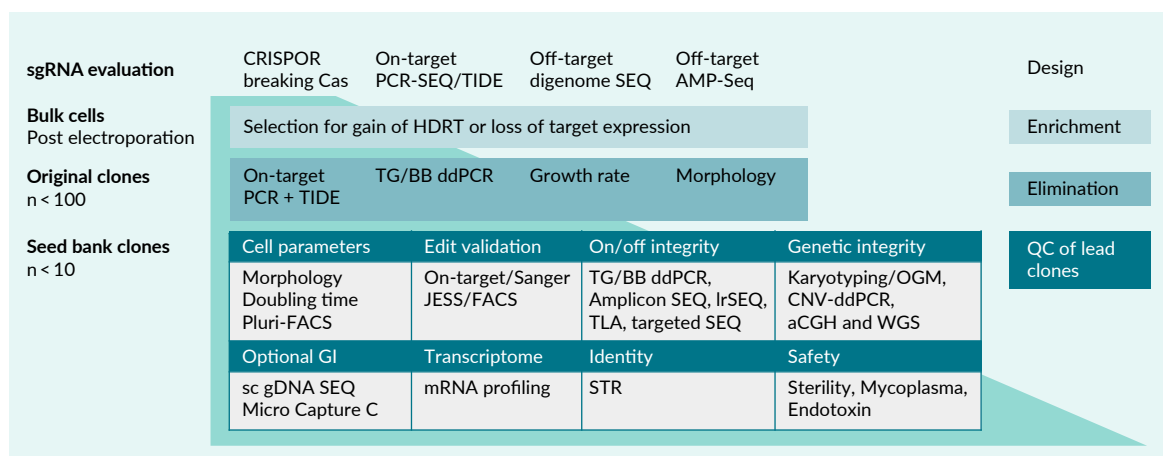 sgRNA evaluation
CRISPOR
breaking Cas
On-target
PCR-SEQ/TIDE
Off-target
digenome SEQ
Off-target
AMP-Seq
Design
Bulk cells
Post electroporation
Selection for gain of HDRT or loss of target expression
Enrichment
Original clones
n < 100
On-target
PCR + TIDE
TG/BB ddPCR
Growth rate
Morphology
Elimination
Seed bank clones
n < 10
Cell parameters
Edit validation
On/off integrity
Genetic integrity
QC of lead
clones
Morphology
Doubling time
Pluri-FACS
On-target/Sanger
JESS/FACS
TG/BB ddPCR,
Amplicon SEQ, lrSEQ,
TLA, targeted SEQ
Karyotyping/OGM,
CNV-ddPCR,
aCGH and WGS
Optional GI
Transcriptome
Identity
Safety
sc gDNA SEQ
Micro Capture C
mRNA profiling
STR
Sterility, Mycoplasma,
Endotoxin